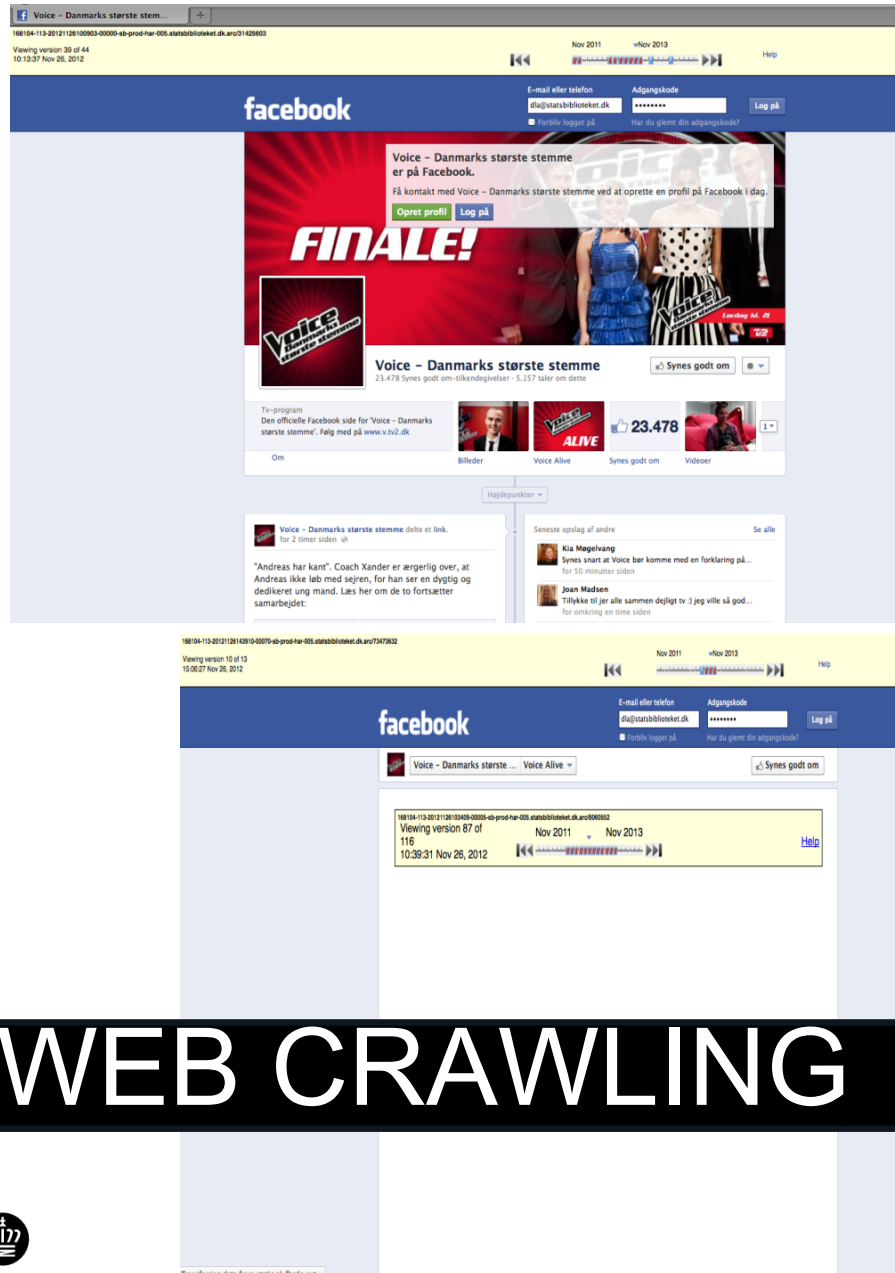 Voice – Danmarks største stem...
168104-113-20121126100903-00000-sb-prod-har-005.statsbiblioteket.dk.arc/31425603
Viewing version 39 of 44
10:13:37 Nov 26, 2012
Nov 2011 Nov 2013
Help
facebook
E-mail eller telefon Adgangskode
dla@statsbiblioteket.dk •••••••• Log på
Forbliv logget på Har du glemt din adgangskode?
Voice – Danmarks største stemme
er på Facebook.
Få kontakt med Voice – Danmarks største stemme ved at oprette en profil på Facebook i dag.
Opret profil Log på
FINALE!
Voice
Lørdag kl. 21
TV2
Voice
Danmarks
største stemme
Voice – Danmarks største stemme
23.478 Synes godt om-tilkendegivelser · 5.157 taler om dette
Synes godt om
Tv-program
Den officielle Facebook side for 'Voice – Danmarks
største stemme'. Følg med på www.v.tv2.dk
Om
Voice
ALIVE
23.478
1
Billeder Voice Alive Synes godt om Videoer
Højdepunkter
Voice – Danmarks største stemme delte et link.
for 2 timer siden
"Andreas har kant". Coach Xander er ærgerlig over, at
Andreas ikke løb med sejren, for han ser en dygtig og
dedikeret ung mand. Læs her om de to fortsætter
samarbejdet:
Seneste opslag af andre Se alle
Kia Møgelvang
Synes snart at Voice bør komme med en forklaring på...
for 50 minutter siden
Joan Madsen
Tillykke til jer alle sammen dejligt tv :) jeg ville så god...
for omkring en time siden
168104-113-20121126143910-00070-sb-prod-har-005.statsbiblioteket.dk.arc/73473632
Viewing version 10 of 13
15:06:27 Nov 26, 2012
Nov 2011 Nov 2013
Help
facebook
E-mail eller telefon Adgangskode
dla@statsbiblioteket.dk •••••••• Log på
Forbliv logget på Har du glemt din adgangskode?
Voice – Danmarks største ... Voice Alive
Synes godt om
168104-113-20121126103409-00005-sb-prod-har-005.statsbiblioteket.dk.arc/8060552
Viewing version 87 of
116
10:39:31 Nov 26, 2012
Nov 2011 Nov 2013
Help
WEB CRAWLING